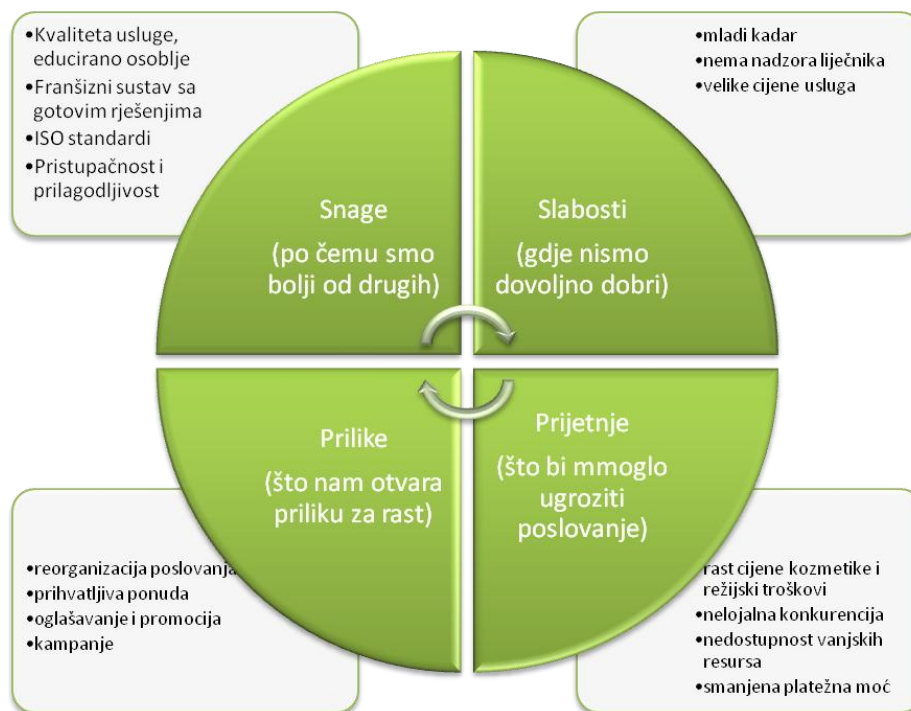 •Kvaliteta usluge,
educirano osoblje
•Franšizni sustav sa
gotovim rješenjima
•ISO standardi
•Pristupačnost i
prilagodljivost
•mladi kadar
•nema nadzora liječnika
•velike cijene usluga
Snage
(po čemu smo
bolji od drugih)
Slabosti
(gdje nismo
dovoljno dobri)
Prilike
(što nam otvara
priliku za rast)
Prijetnje
(što bi mmoglo
ugroziti
poslovanje)
•reorganizacija poslovanja
•prihvatljiva ponuda
•oglašavanje i promocija
•kampanje
•rast cijene kozmetike i
režijski troškovi
•nelojalna konkurencija
•nedostupnost vanjskih
resursa
•smanjena platežna moć